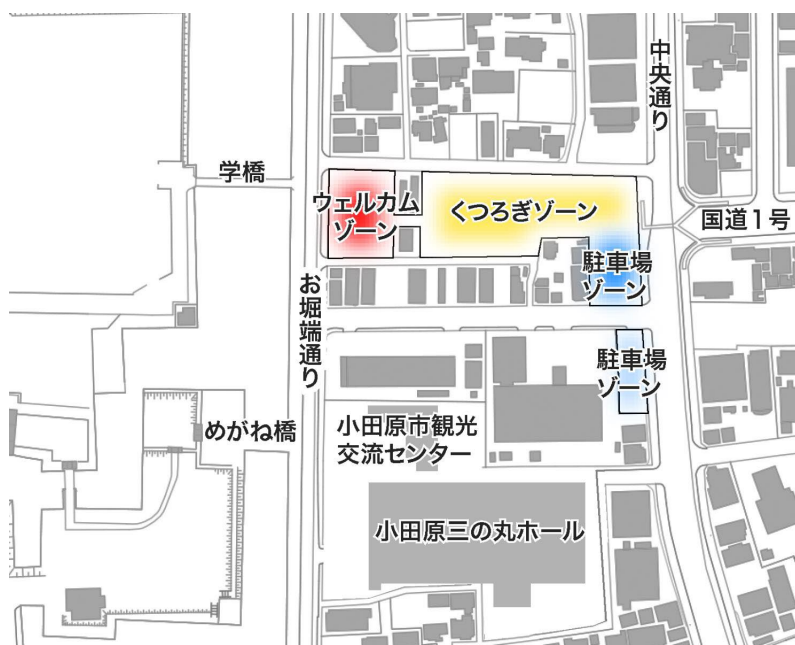 中央通り
学橋
ウェルカム
ゾーン
くつろぎゾーン
国道1号
駐車場
ゾーン
お堀端通り
駐車場
ゾーン
めがね橋
小田原市観光
交流センター
小田原三の丸ホール